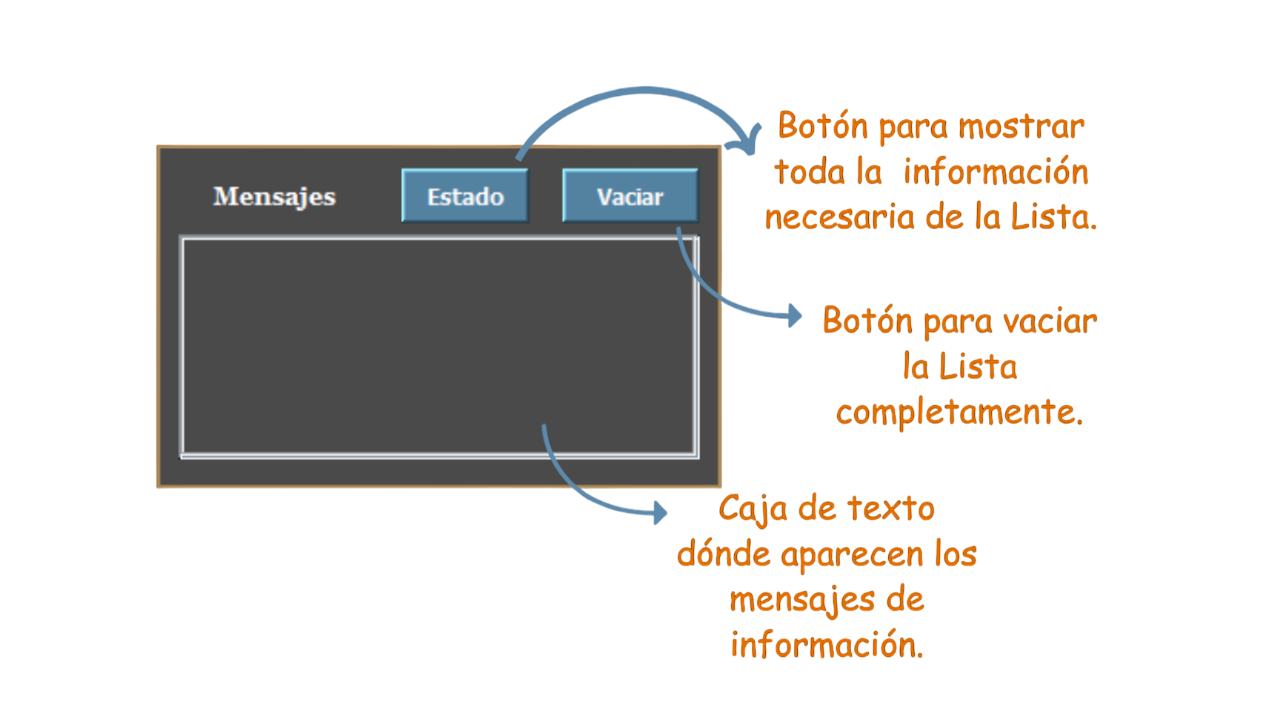 Mensajes
Estado
Vaciar
Botón para mostrar
toda la información
necesaria de la Lista.
Botón para vaciar
la Lista
completamente.
Caja de texto
dónde aparecen los
mensajes de
información.